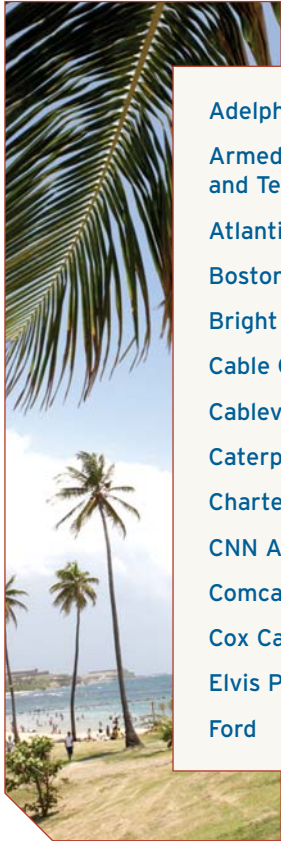 Adelph
Armed
and Te
Atlanti
Boston
Bright
Cable
Cablev
Caterp
Charte
CNN A
Comca
Cox Ca
Elvis P
Ford